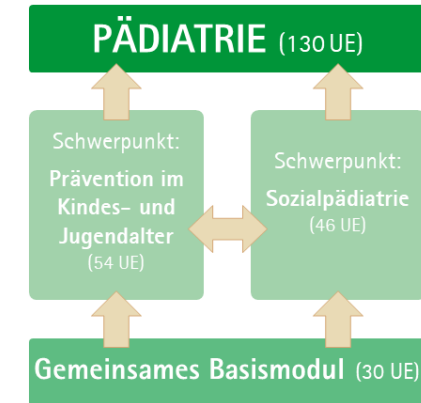 PÄDIATRIE (130 UE)
Schwerpunkt:
Prävention im
Kindes- und
Jugendalter
(54 UE)
Schwerpunkt:
Sozialpädiatrie
(46 UE)
Gemeinsames Basismodul (30 UE)